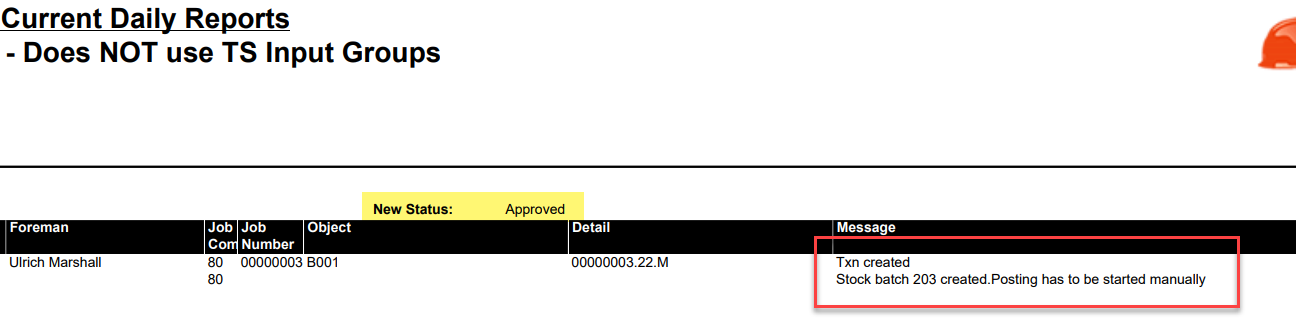 Current Daily Reports
- Does NOT use TS Input Groups
New Status: Approved
Foreman Job Com Job Number Object Detail Message
Ulrich Marshall 80 00000003 B001 00000003.22.M Txn created
80 Stock batch 203 created.Posting has to be started manually